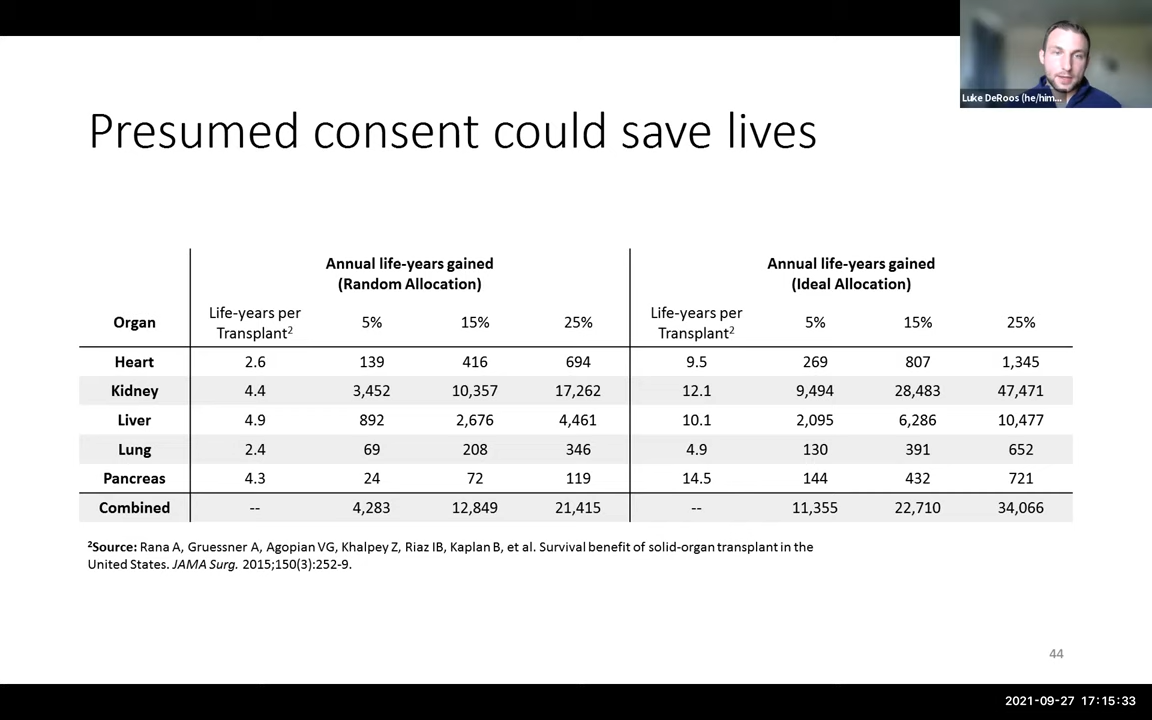 Luke DeRoos (he/him...
Presumed consent could save lives
Annual life-years gained
(Random Allocation)
Annual life-years gained
(Ideal Allocation)
Organ Life-years per Transplant² 5% 15% 25% Life-years per Transplant² 5% 15% 25%
Heart 2.6 139 416 694 9.5 269 807 1,345
Kidney 4.4 3,452 10,357 17,262 12.1 9,494 28,483 47,471
Liver 4.9 892 2,676 4,461 10.1 2,095 6,286 10,477
Lung 2.4 69 208 346 4.9 130 391 652
Pancreas 4.3 24 72 119 14.5 144 432 721
Combined -- 4,283 12,849 21,415 -- 11,355 22,710 34,066
²Source: Rana A, Gruessner A, Agopian VG, Khalpey Z, Riaz IB, Kaplan B, et al. Survival benefit of solid-organ transplant in the
United States. JAMA Surg. 2015;150(3):252-9.
44
2021-09-27 17:15:33